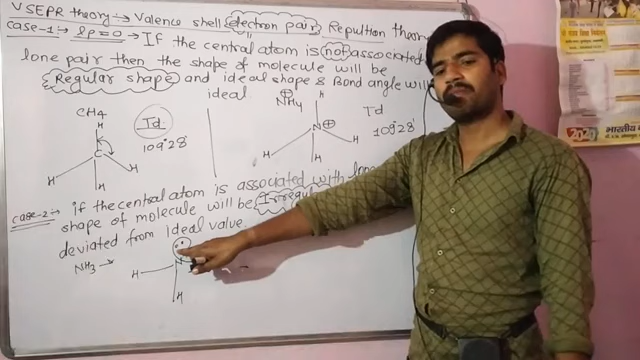 VSEPR theory:→ Valence shell electron pair Repultion theory
case-1:→ lp=0→ If the central atom is not associated
lone pair then the shape of molecule will be
Regular shape and ideal shape & Bond angle will
ideal
CH4
H
C
H
H
H
Td
109°28'
⊕
NH4
H
N⊕
H
H
H
Td
109°28'
case-2:→ if the central atom is associated with
shape of molecule will be
deviated from Ideal value.
NH3 →
H
N
H
2020 भारतीय